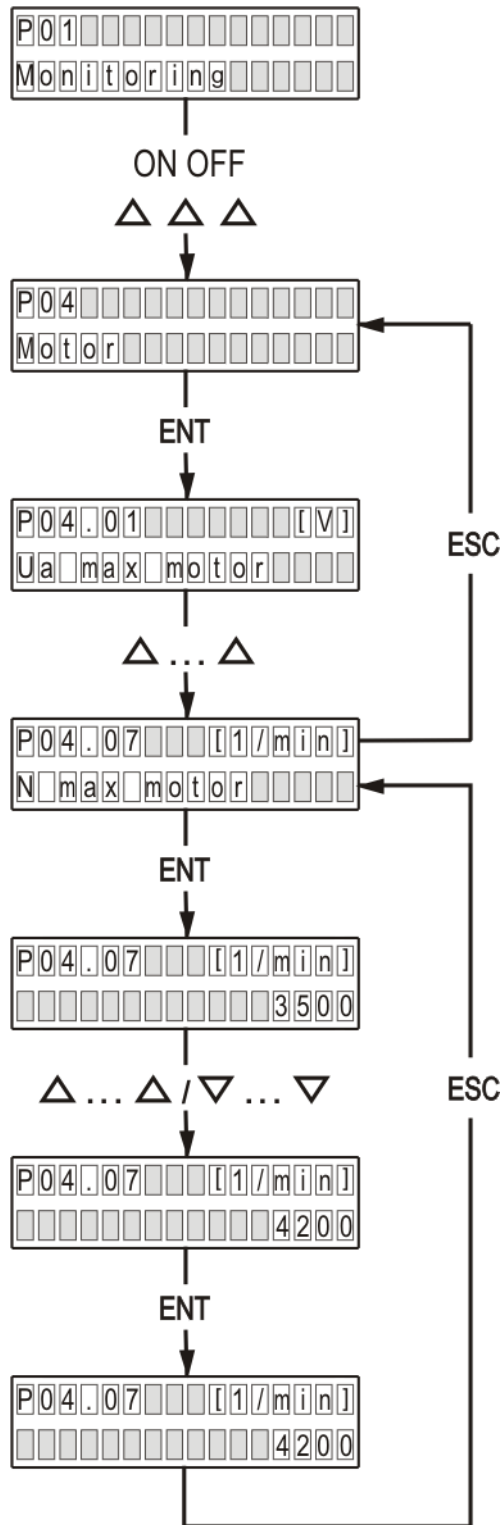 P01
Monitoring
ON OFF
△ △ △
P04
Motor
ENT
P04.01 [V]
Ua max motor
ESC
△ ... △
P04.07 [1/min]
N max motor
ENT
P04.07 [1/min]
3500
△ ... △ / ▽ ... ▽
ESC
P04.07 [1/min]
4200
ENT
P04.07 [1/min]
4200